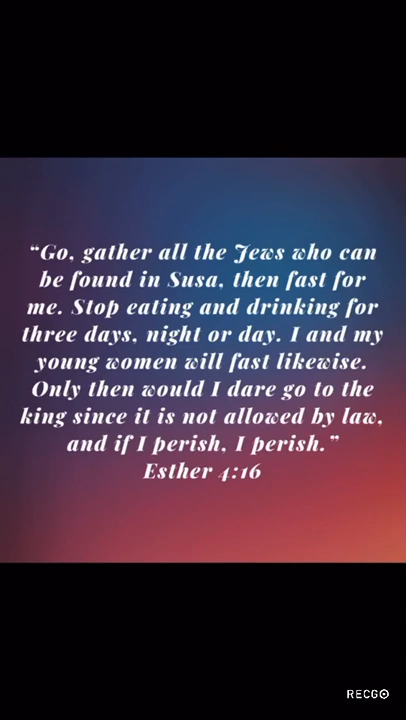 “Go, gather all the Jews who can
be found in Susa, then fast for
me. Stop eating and drinking for
three days, night or day. I and my
young women will fast likewise.
Only then would I dare go to the
king since it is not allowed by law,
and if I perish, I perish.”
Esther 4:16
RECGO